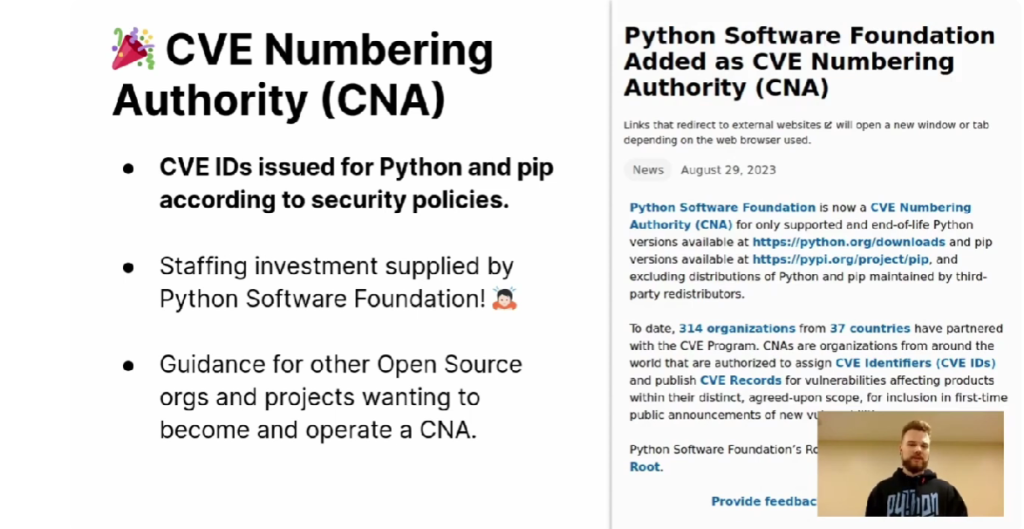 CVE Numbering
Authority (CNA)
CVE IDs issued for Python and pip
according to security policies.
Staffing investment supplied by
Python Software Foundation!
Guidance for other Open Source
orgs and projects wanting to
become and operate a CNA.
Python Software Foundation
Added as CVE Numbering
Authority (CNA)
Links that redirect to external websites will open a new window or tab
depending on the web browser used.
News August 29, 2023
Python Software Foundation is now a CVE Numbering
Authority (CNA) for only supported and end-of-life Python
versions available at https://python.org/downloads and pip
versions available at https://pypi.org/project/pip, and
excluding distributions of Python and pip maintained by third-
party redistributors.
To date, 314 organizations from 37 countries have partnered
with the CVE Program. CNAs are organizations from around the
world that are authorized to assign CVE Identifiers (CVE IDs)
and publish CVE Records for vulnerabilities affecting products
within their distinct, agreed-upon scope, for inclusion in first-time
public announcements of new
Python Software Foundation's
Root.
Provide
python